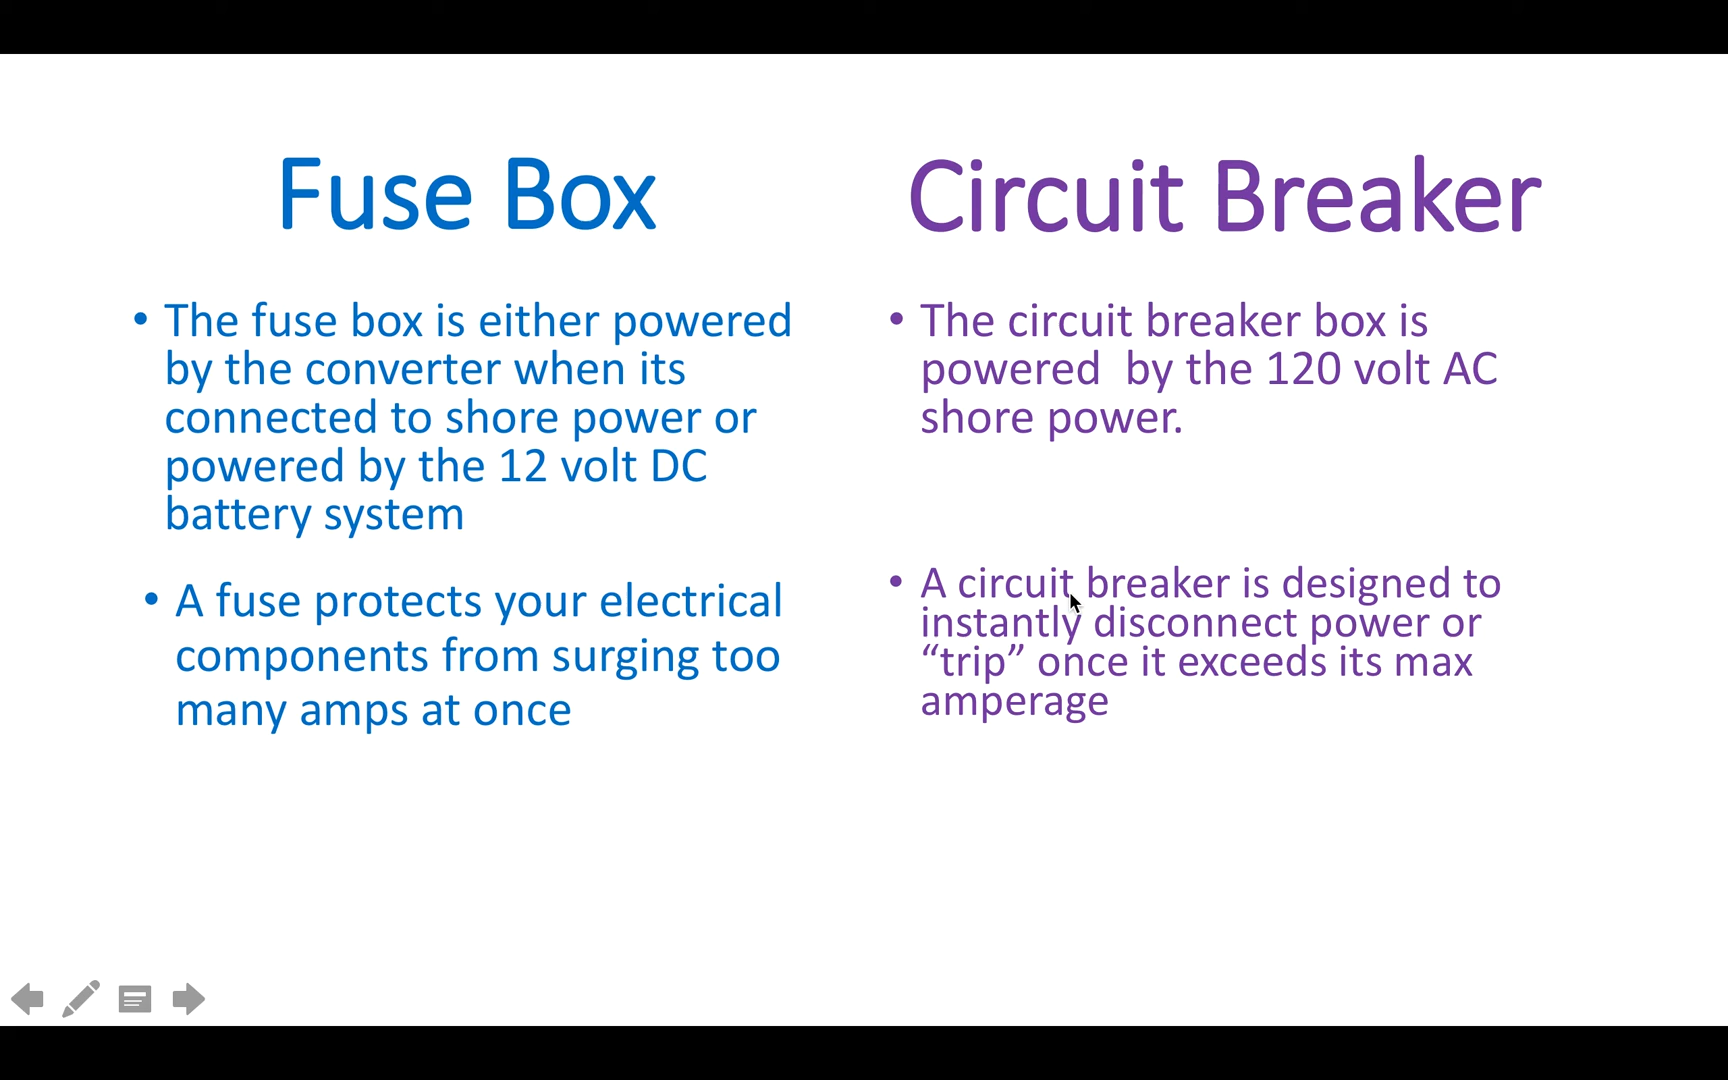 Fuse Box
• The fuse box is either powered
by the converter when its
connected to shore power or
powered by the 12 volt DC
battery system
• A fuse protects your electrical
components from surging too
many amps at once
Circuit Breaker
• The circuit breaker box is
powered  by the 120 volt AC
shore power.
• A circuit breaker is designed to
instantly disconnect power or
“trip” once it exceeds its max
amperage